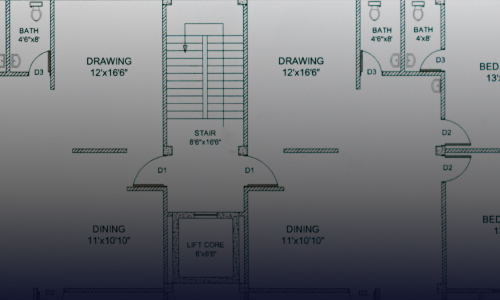 BATH
4'6"x8'
D3
DRAWING
12'x16'6"
STAIR
8'6"x16'6"
DRAWING
12'x16'6"
BATH
4'6"x8'
BATH
4'x8'
D3
D3
BED
13'
D1
D1
D2
D2
DINING
11'x10'10"
LIFT CORE
6'x6'6"
DINING
11'x10'10"
BED